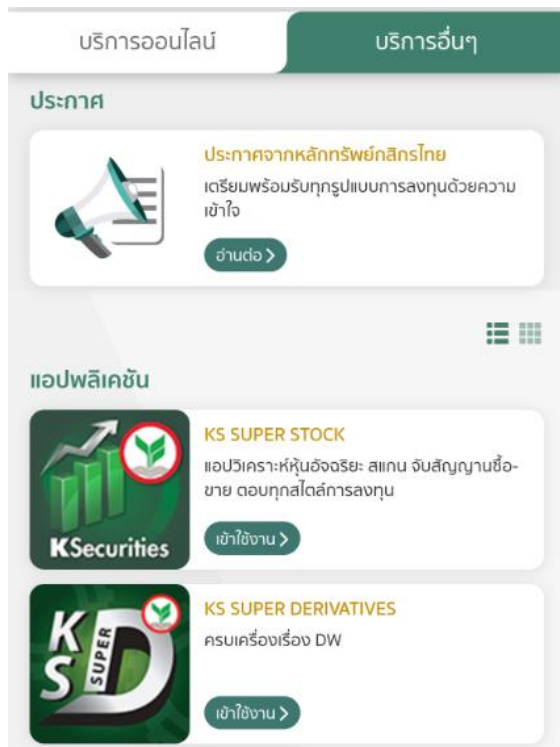 บริการออนไลน์
บริการอื่นๆ
ประกาศ
ประกาศจากหลักทรัพย์กสิกรไทย
เตรียมพร้อมรับทุกรูปแบบการลงทุนด้วยความ
เข้าใจ
อ่านต่อ
แอปพลิเคชัน
KSecurities
KS SUPER STOCK
แอปวิเคราะห์หุ้นอัจฉริยะ สแกน จับสัญญานซื้อ-
ขาย ตอบทุกสไตล์การลงทุน
เข้าใช้งาน
KS SUPER D
KS SUPER DERIVATIVES
ครบเครื่องเรื่อง DW
เข้าใช้งาน